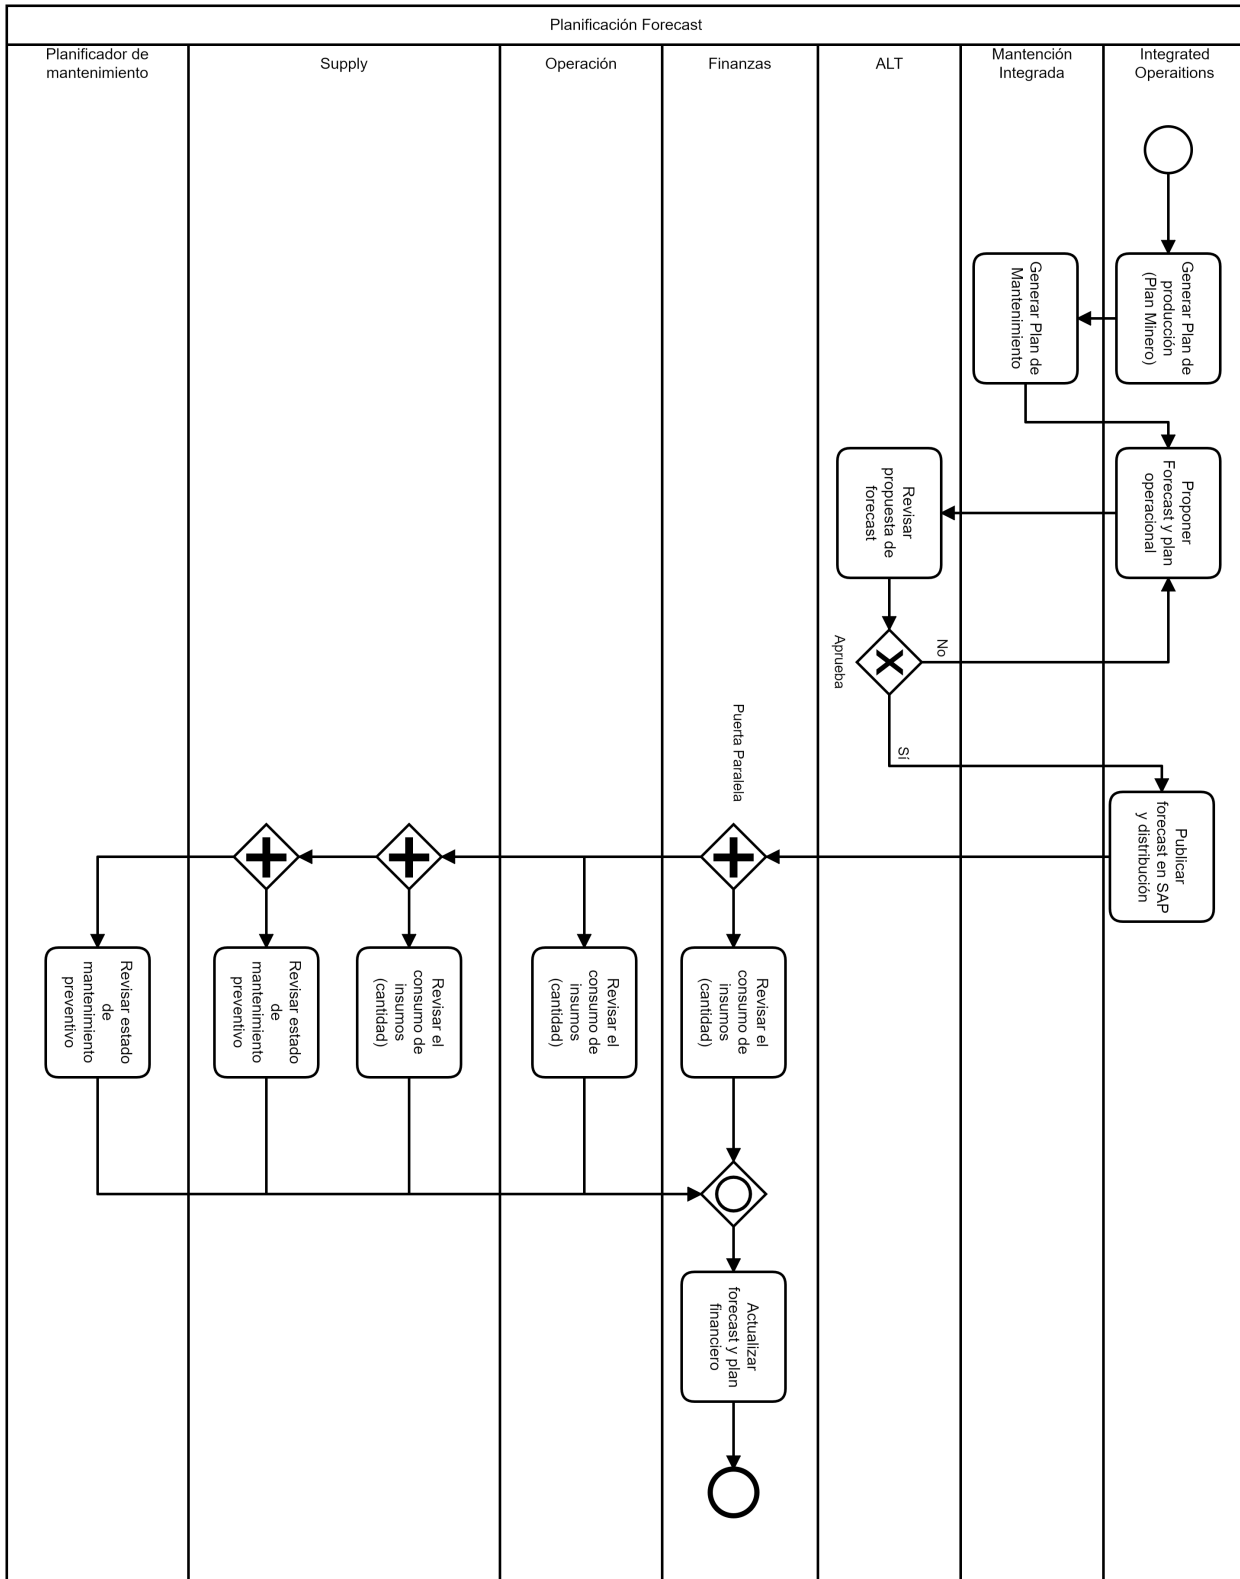 Planificación Forecast
Planificador de
mantenimiento
Supply
Operación
Finanzas
ALT
Mantención
Integrada
Integrated
Operaitions
Generar Plan de
producción
(Plan Minero)
Generar Plan de
Mantenimiento
Proponer
Forecast y plan
operacional
Revisar
propuesta de
forecast
Aprueba
No
Sí
Publicar
forecast en SAP
y distribución
Puerta Paralela
Revisar el
consumo de
insumos
(cantidad)
Revisar el
consumo de
insumos
(cantidad)
Revisar el
consumo de
insumos
(cantidad)
Revisar estado
de
mantenimiento
preventivo
Revisar estado
de
mantenimiento
preventivo
Actualizar
forecast y plan
financiero